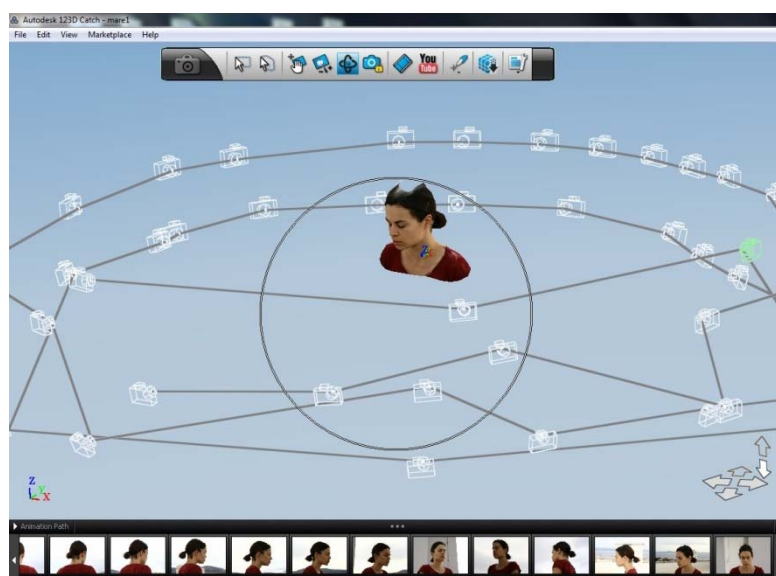 Autodesk 123D Catch - mare1
File Edit View Marketplace Help
You
Tube
Z
Z
Y
X
Animation Path